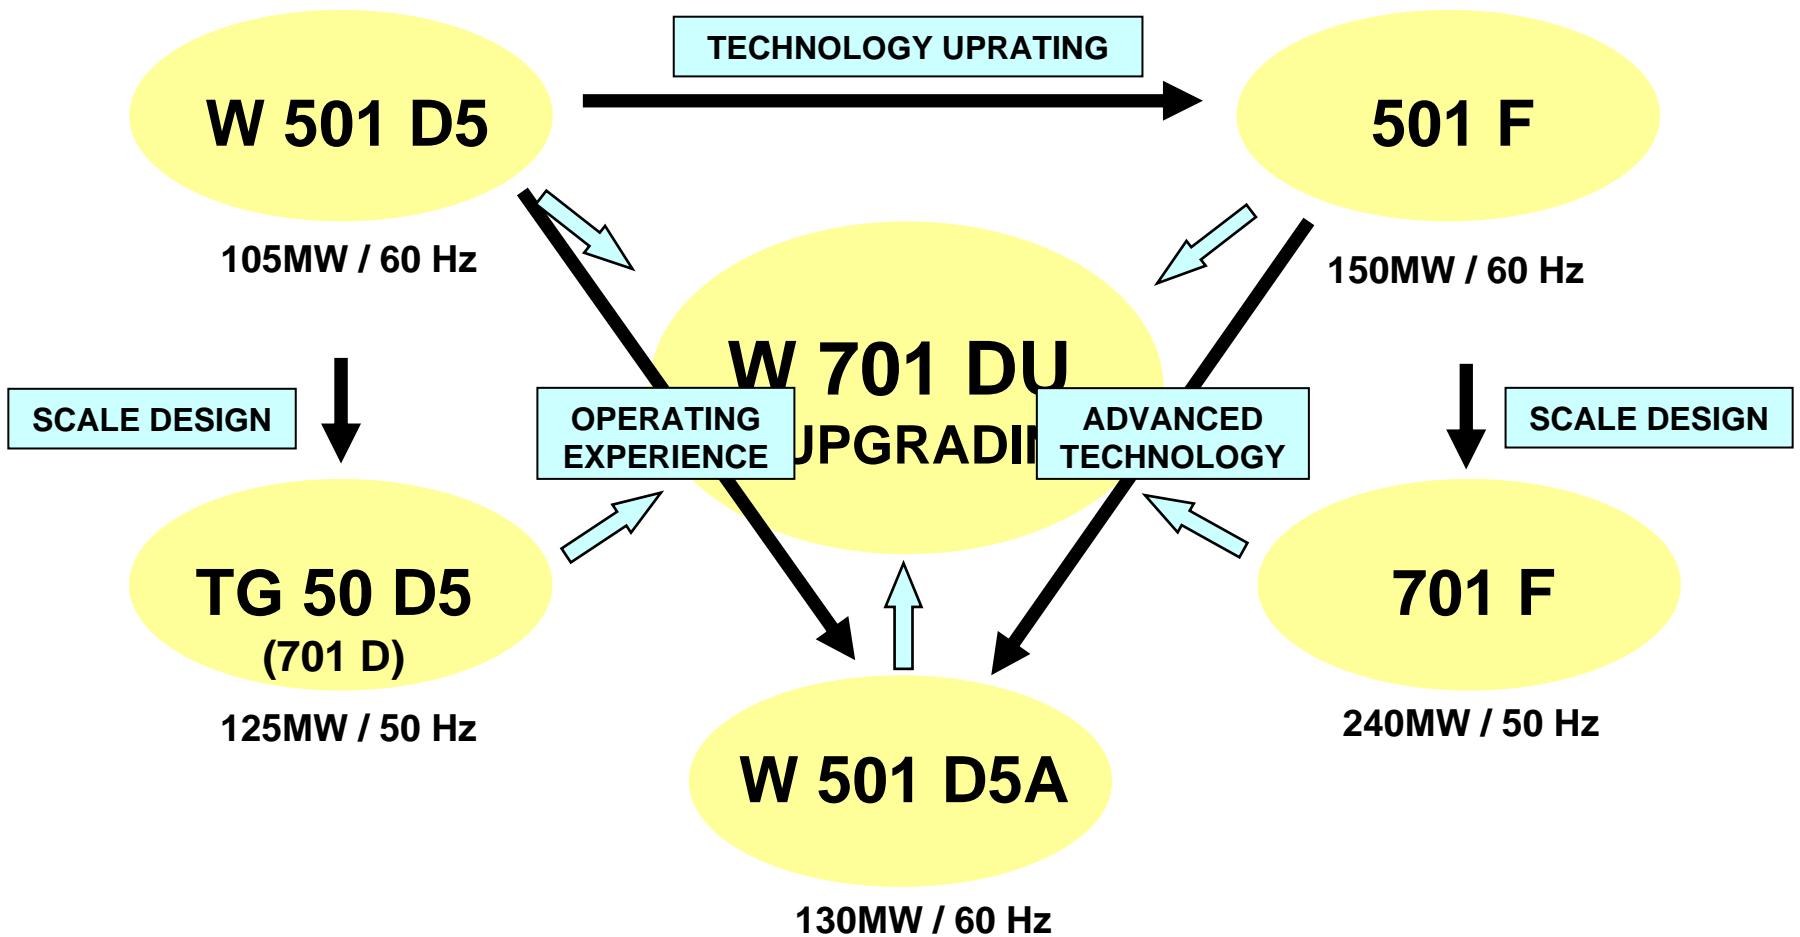 TECHNOLOGY UPRATING
W 501 D5
501 F
105MW / 60 Hz
150MW / 60 Hz
W 701 DU
SCALE DESIGN
OPERATING
EXPERIENCE
UPGRADIN
ADVANCED
TECHNOLOGY
SCALE DESIGN
TG 50 D5
(701 D)
701 F
125MW / 50 Hz
240MW / 50 Hz
W 501 D5A
130MW / 60 Hz